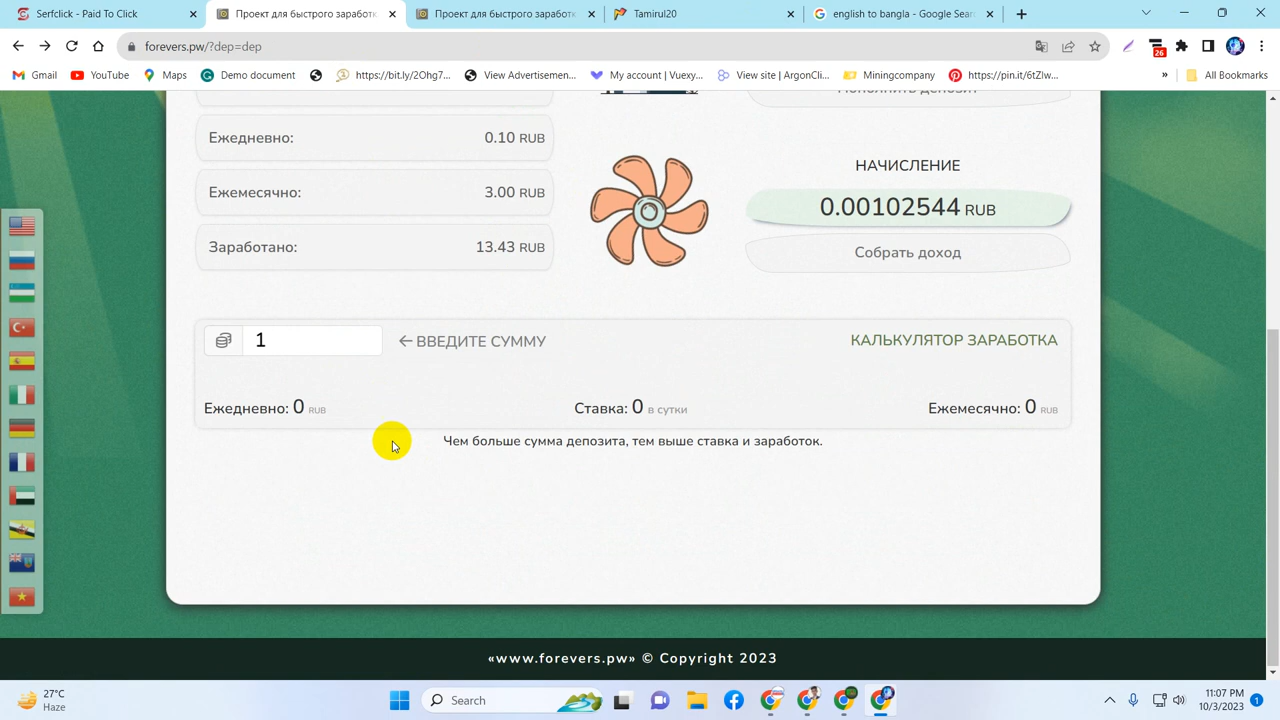 Serfclick - Paid To Click
Проект для быстрого заработк
Проект для быстрого заработк
Tamirul20
english to bangla - Google Sear
forevers.pw/?dep=dep
26
Gmail
YouTube
Maps
Demo document
https://bit.ly/2Ohg7...
View Advertisemen...
My account | Vuexy...
View site | ArgonCli...
Miningcompany
https://pin.it/6tZlw...
»
All Bookmarks
Ежедневно: 0.10 RUB
Ежемесячно: 3.00 RUB
Заработано: 13.43 RUB
НАЧИСЛЕНИЕ
0.00102544 RUB
Собрать доход
1
ВВЕДИТЕ СУММУ
КАЛЬКУЛЯТОР ЗАРАБОТКА
Ежедневно: 0 RUB
Ставка: 0 в сутки
Ежемесячно: 0 RUB
Чем больше сумма депозита, тем выше ставка и заработок.
«www.forevers.pw» © Copyright 2023
27°C
Haze
Search
11:07 PM
10/3/2023
1